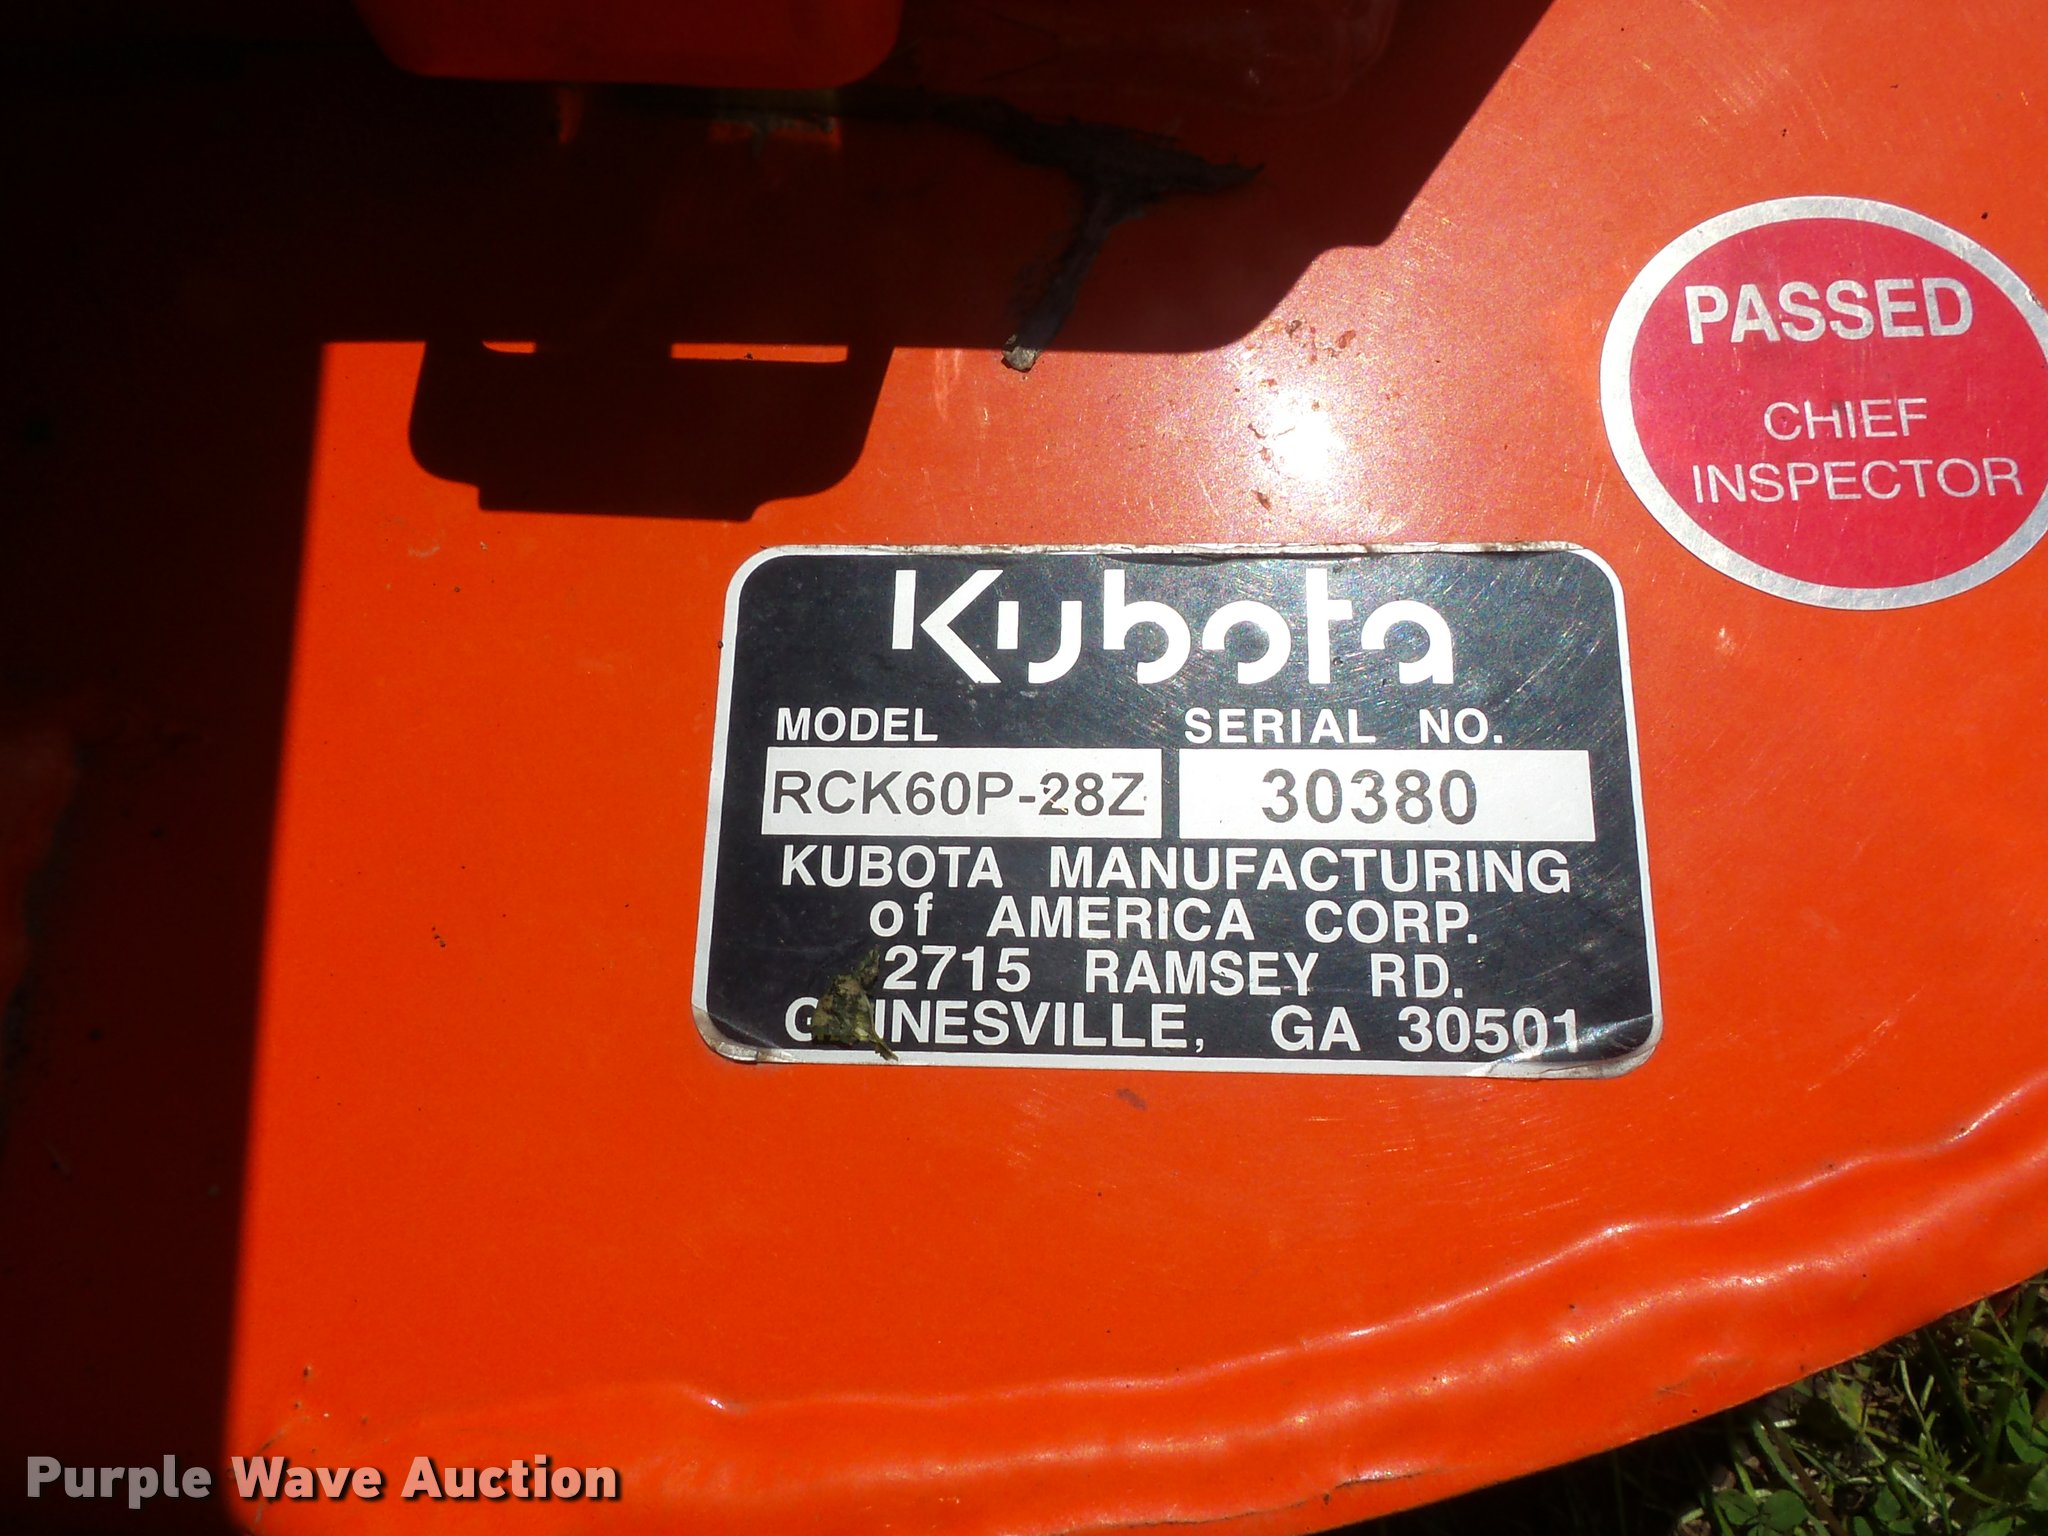 PASSED
CHIEF
INSPECTOR
Kubota
MODEL SERIAL NO.
RCK60P-28Z 30380
KUBOTA MANUFACTURING
of AMERICA CORP.
2715 RAMSEY RD.
GAINESVILLE, GA 30501
Purple Wave Auction